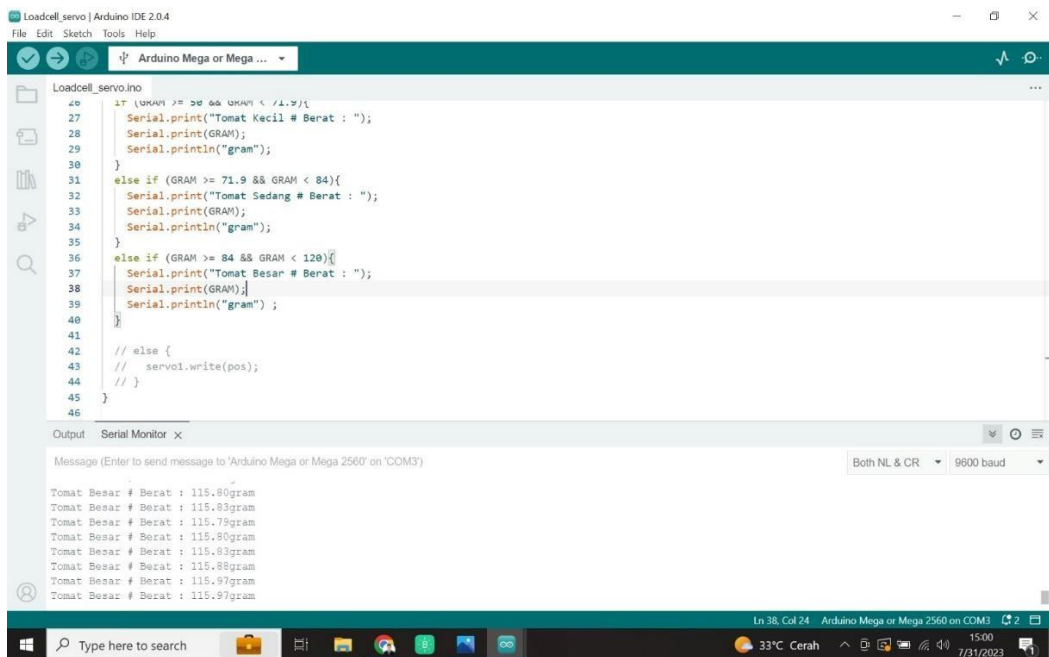 Loadcell_servo | Arduino IDE 2.0.4
File Edit Sketch Tools Help
Arduino Mega or Mega ...
Loadcell_servo.ino
26 if (GRAM >= 50 && GRAM < 71.9){
27 Serial.print("Tomat Kecil # Berat : ");
28 Serial.print(GRAM);
29 Serial.println("gram");
30 }
31 else if (GRAM >= 71.9 && GRAM < 84){
32 Serial.print("Tomat Sedang # Berat : ");
33 Serial.print(GRAM);
34 Serial.println("gram");
35 }
36 else if (GRAM >= 84 && GRAM < 120){
37 Serial.print("Tomat Besar # Berat : ");
38 Serial.print(GRAM);
39 Serial.println("gram") ;
40 }
41
42 // else {
43 // servo1.write(pos);
44 // }
45 }
46
Output Serial Monitor
Message (Enter to send message to 'Arduino Mega or Mega 2560' on 'COM3') Both NL & CR 9600 baud
Tomat Besar # Berat : 115.80gram
Tomat Besar # Berat : 115.83gram
Tomat Besar # Berat : 115.79gram
Tomat Besar # Berat : 115.80gram
Tomat Besar # Berat : 115.83gram
Tomat Besar # Berat : 115.88gram
Tomat Besar # Berat : 115.97gram
Tomat Besar # Berat : 115.97gram
Ln 38, Col 24 Arduino Mega or Mega 2560 on COM3 2
Type here to search 33°C Cerah 15:00
7/31/2023